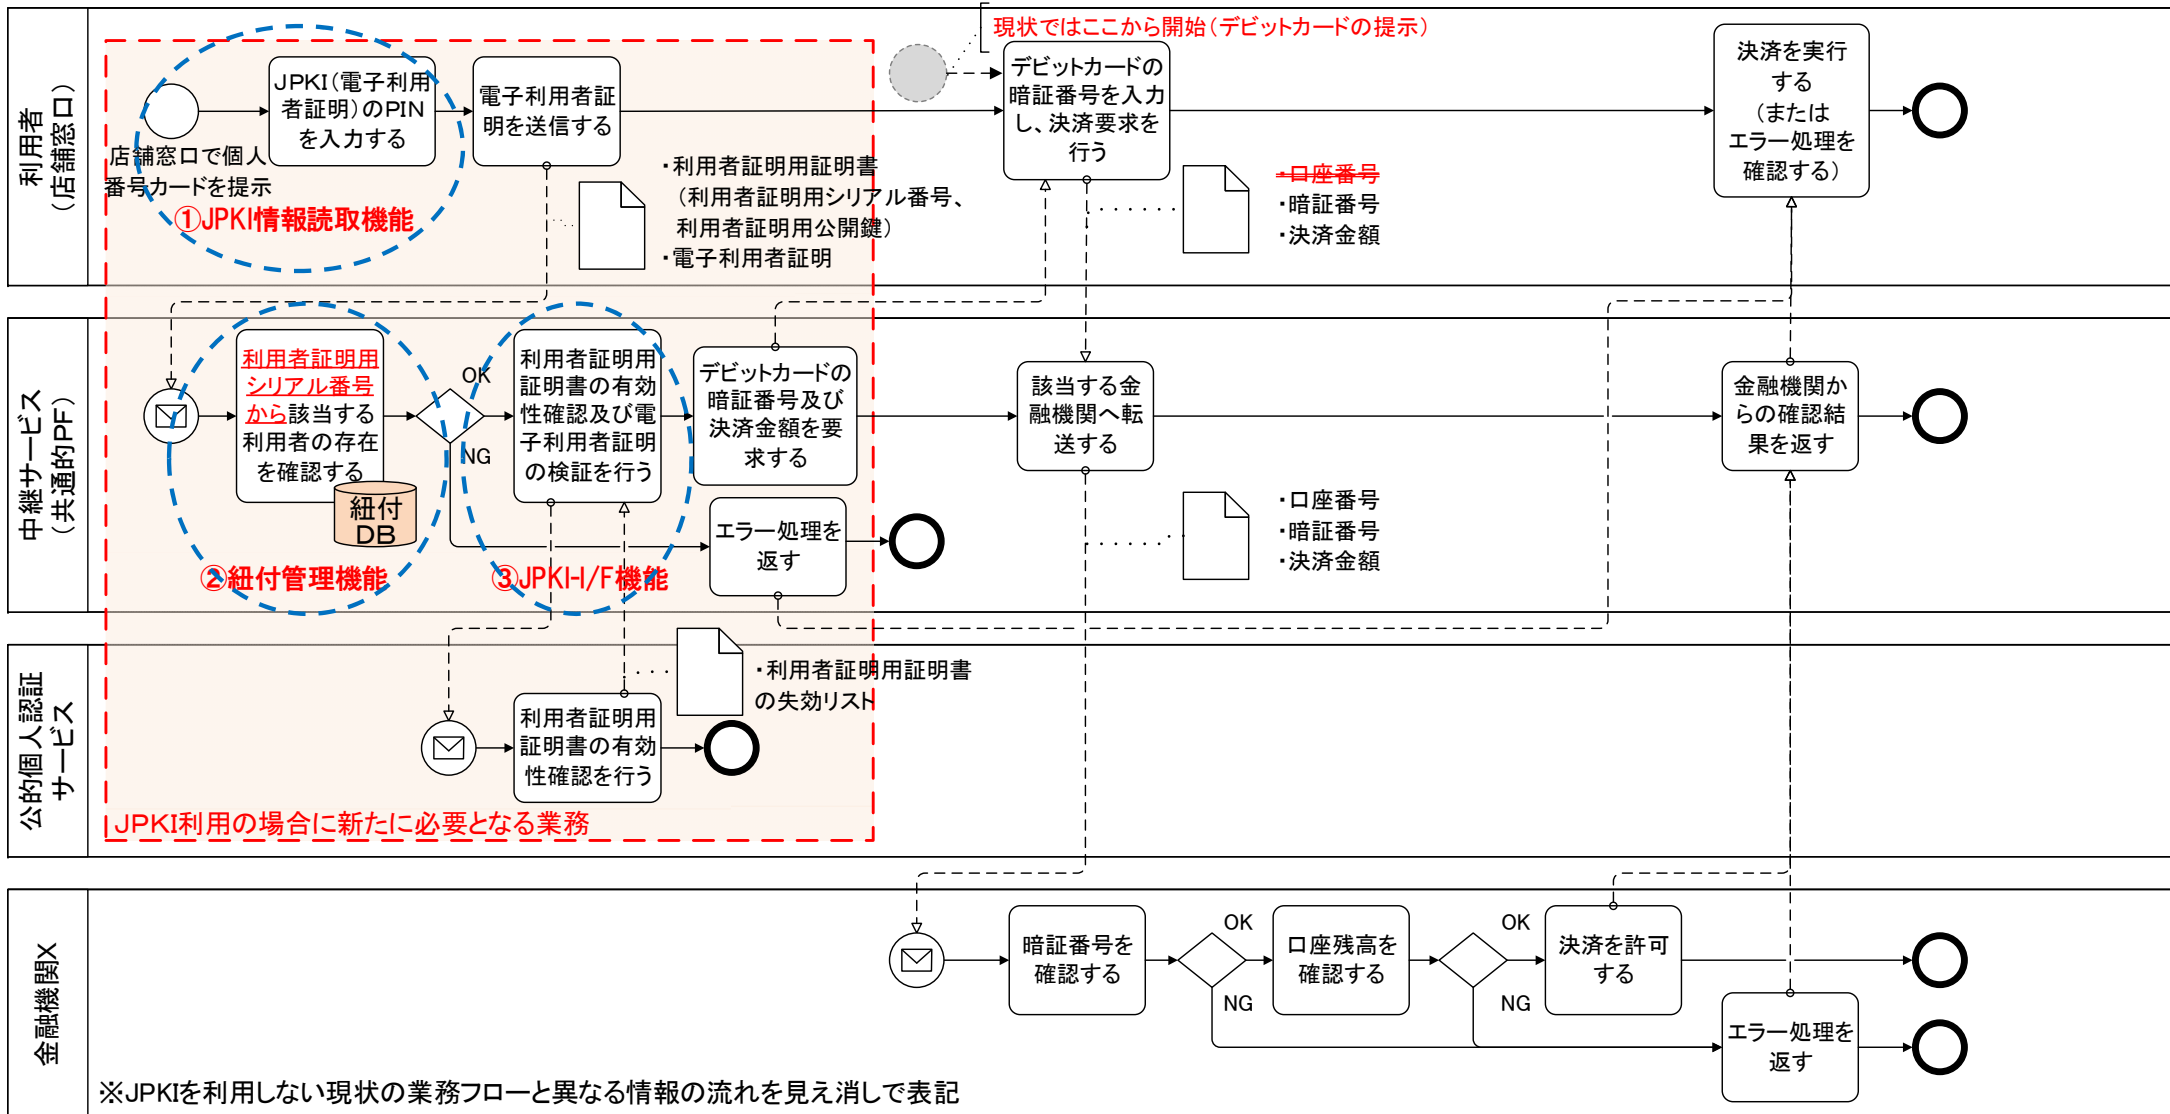 利用者
（店舗窓口）
現状ではここから開始（デビットカードの提示）
JPKI（電子利用
者証明）のPIN
を入力する
電子利用者証
明を送信する
デビットカードの
暗証番号を入力
し、決済要求を
行う
決済を実行
する
（または
エラー処理を
確認する）
店舗窓口で個人
番号カードを提示
①JPKI情報読取機能
・利用者証明用証明書
（利用者証明用シリアル番号、
利用者証明用公開鍵）
・電子利用者証明
・口座番号
・暗証番号
・決済金額
中継サービス
（共通的PF）
利用者証明用
シリアル番号
から該当する
利用者の存在
を確認する
紐付
DB
OK
NG
利用者証明用
証明書の有効
性確認及び電
子利用者証明
の検証を行う
デビットカードの
暗証番号及び
決済金額を要
求する
該当する金
融機関へ転
送する
金融機関か
らの確認結
果を返す
エラー処理を
返す
・口座番号
・暗証番号
・決済金額
②紐付管理機能
③JPKI-I/F機能
公的個人認証
サービス
・利用者証明用証明書
の失効リスト
利用者証明用
証明書の有効
性確認を行う
JPKI利用の場合に新たに必要となる業務
金融機関X
暗証番号を
確認する
OK
NG
口座残高を
確認する
OK
NG
決済を許可
する
エラー処理を
返す
※JPKIを利用しない現状の業務フローと異なる情報の流れを見え消しで表記